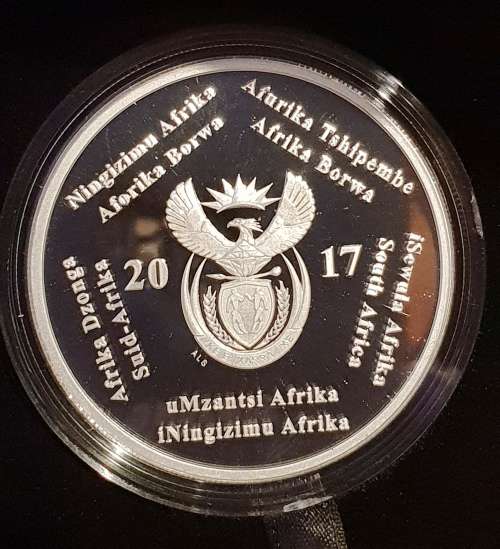 Ningizimu Afrika
Aforika Borwa
Afurika Tshipembe
Afrika Borwa
iSewula Afrika
South Africa
uMzantsi Afrika
iNingizimu Afrika
Afrika Dzonga
Suid-Afrika
20 17
ALS